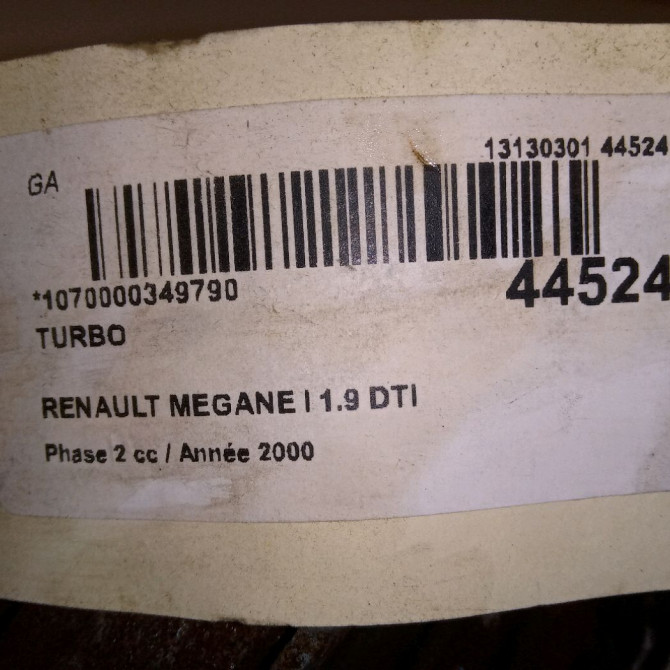 13130301 44524
GA
*1070000349790
44524
TURBO
RENAULT MEGANE I 1.9 DTI
Phase 2 cc / Année 2000